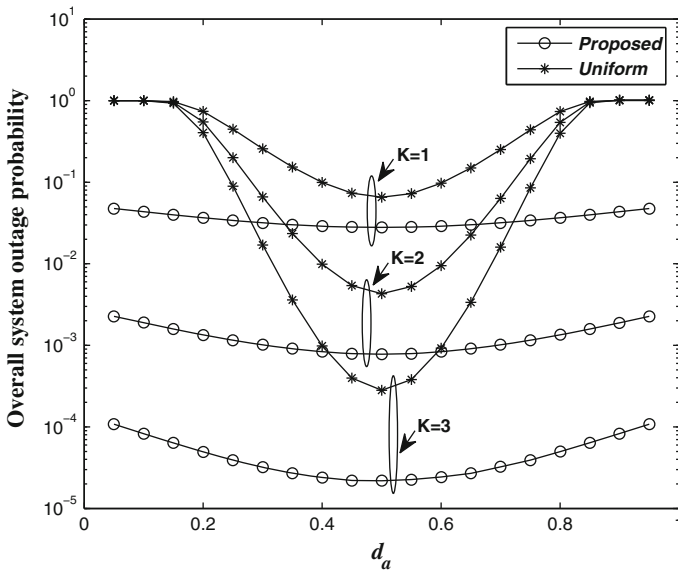 Overall system outage probability
10^1
10^0
10^-1
10^-2
10^-3
10^-4
10^-5
Proposed
Uniform
K=1
K=2
K=3
0 0.2 0.4 0.6 0.8
d_a